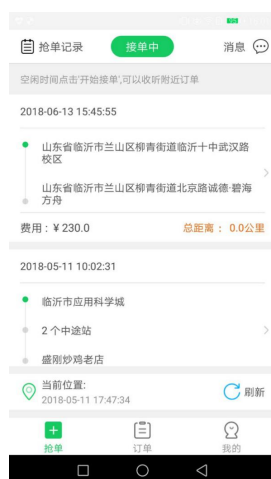 抢单记录
接单中
消息
空闲时间点击'开始接单',可以收听附近订单
2018-06-13 15:45:55
山东省临沂市兰山区柳青街道临沂十中武汉路
校区
山东省临沂市兰山区柳青街道北京路诚德·碧海
方舟
费用：¥ 230.0
总距离： 0.0公里
2018-05-11 10:02:31
临沂市应用科学城
2 个中途站
盛刚炒鸡老店
当前位置:
2018-05-11 17:47:34
刷新
抢单
订单
我的